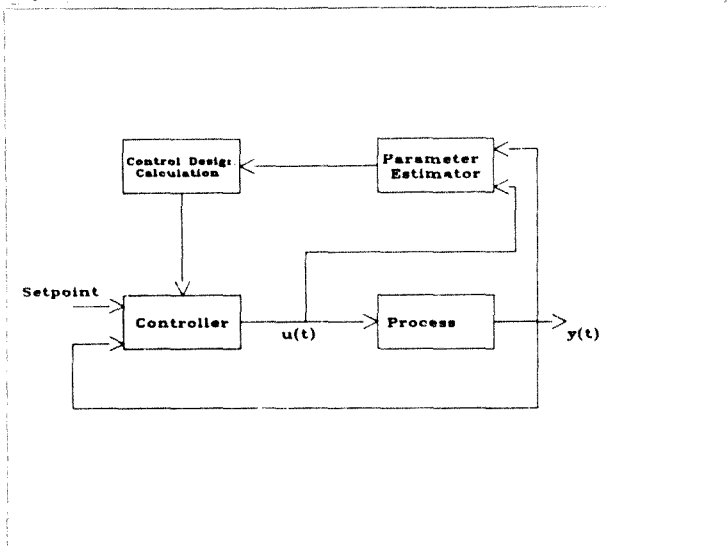 Control Design
Calculation
Parameter
Estimator
Setpoint
Controller
u(t)
Process
y(t)